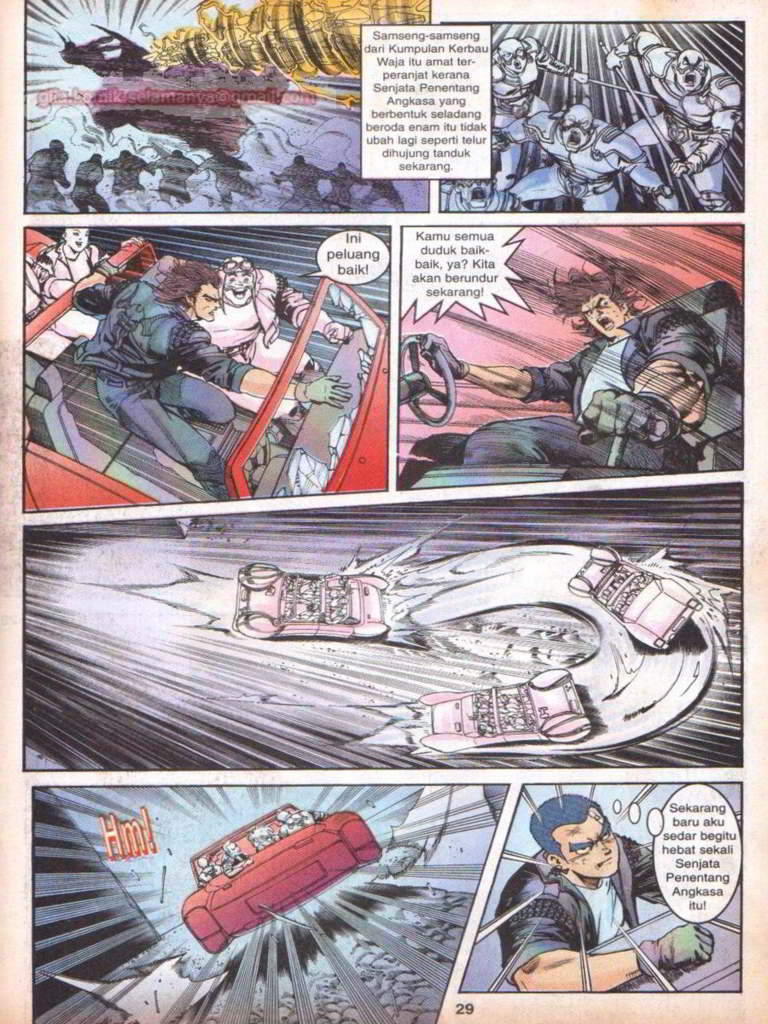 Samseng-samseng
dari Kumpulan Kerbau
Waja itu amat ter-
peranjat kerana
Senjata Penentang
Angkasa yang
berbentuk seladang
beroda enam itu tidak
ubah lagi seperti telur
dihujung tanduk
sekarang.
Ini
peluang
baik!
Kamu semua
duduk baik-
baik, ya? Kita
akan berundur
sekarang!
Hm!
Sekarang
baru aku
sedar begitu
hebat sekali
Senjata
Penentang
Angkasa
itu!
29